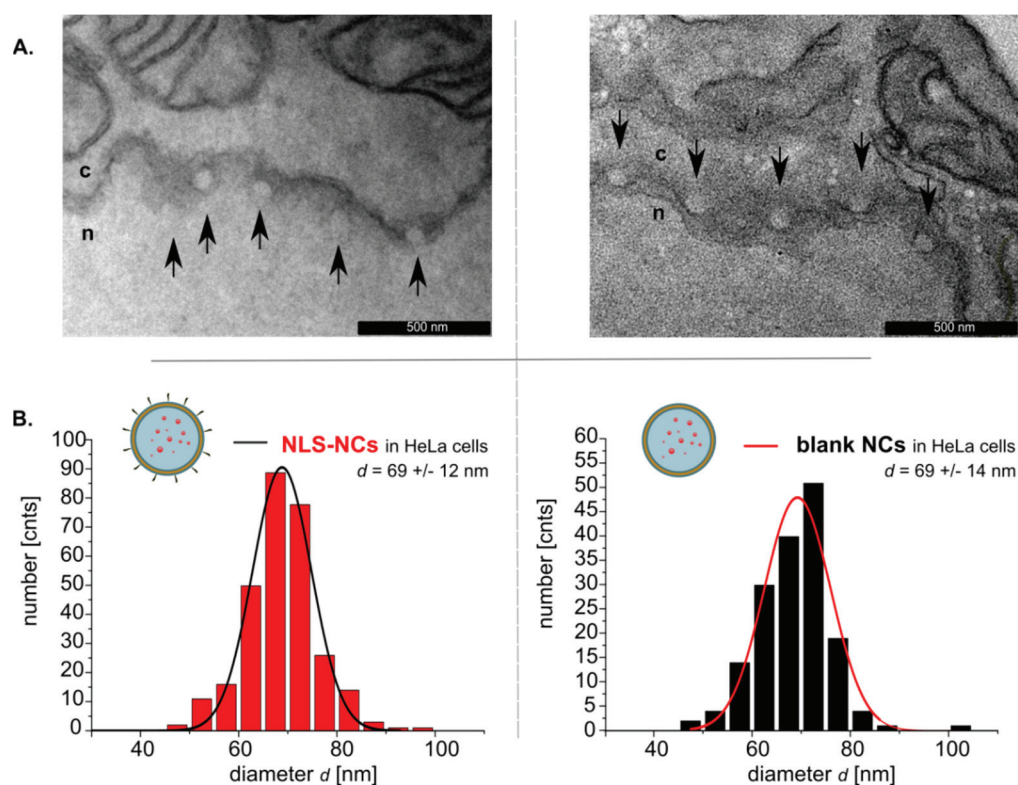 A.
c
n
500 nm
c
n
500 nm
B.
NLS-NCs in HeLa cells
d = 69 +/- 12 nm
number [cnts]
100
90
80
70
60
50
40
30
20
10
0
40 60 80 100
diameter d [nm]
blank NCs in HeLa cells
d = 69 +/- 14 nm
number [cnts]
60
55
50
45
40
35
30
25
20
15
10
5
0
40 60 80 100
diameter d [nm]